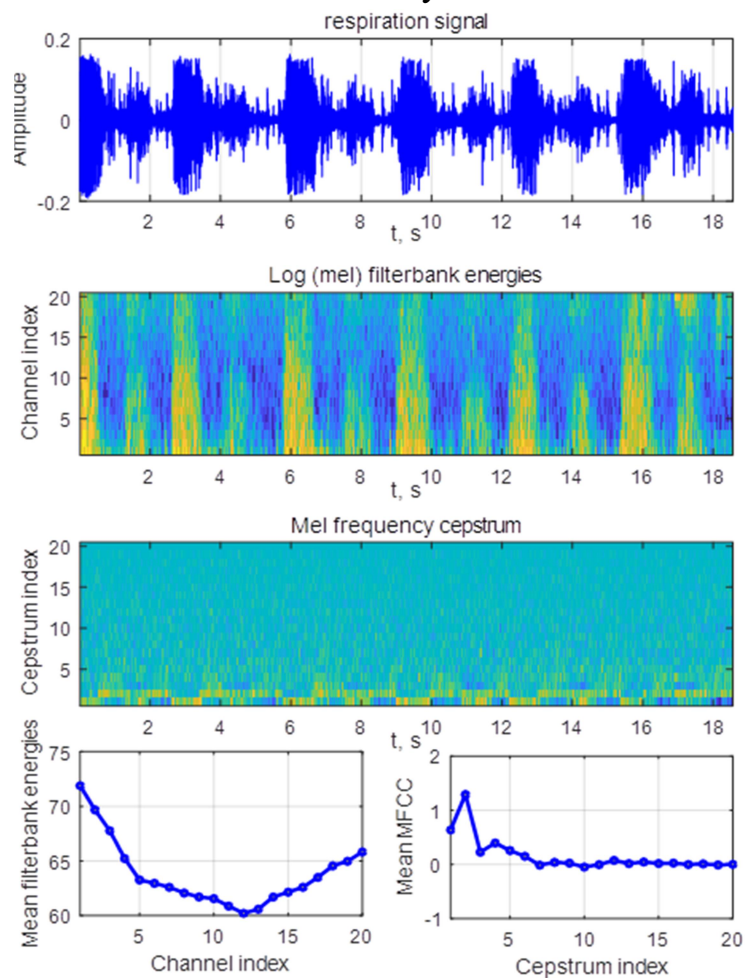 respiration signal
Amplitude
0.2
0
-0.2
2 4 6 8 10 12 14 16 18
t, s
Log (mel) filterbank energies
Channel index
20
15
10
5
2 4 6 8 10 12 14 16 18
t, s
Mel frequency cepstrum
Cepstrum index
20
15
10
5
2 4 6 8 10 12 14 16 18
t, s
Mean filterbank energies
75
70
65
60
5 10 15 20
Channel index
Mean MFCC
2
1
0
-1
5 10 15 20
Cepstrum index